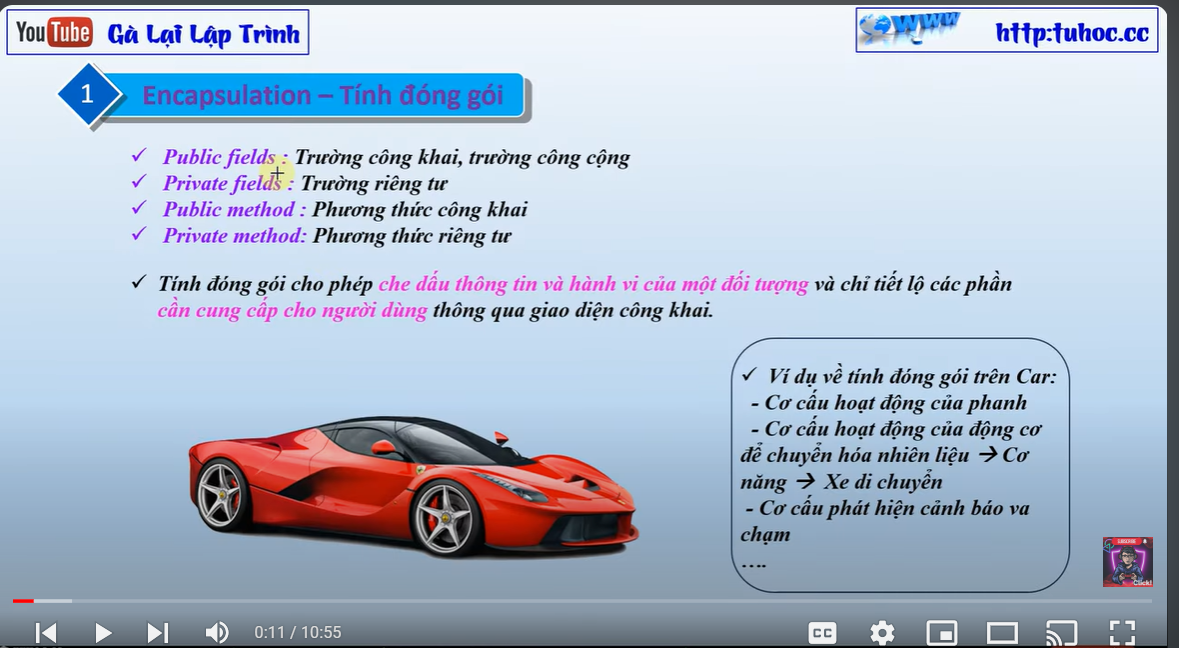 YouTube Gà Lại Lập Trình
WWW http:tuhoc.cc
1 Encapsulation – Tính đóng gói
✓ Public fields : Trường công khai, trường công cộng
✓ Private fields : Trường riêng tư
✓ Public method : Phương thức công khai
✓ Private method: Phương thức riêng tư
✓ Tính đóng gói cho phép che dấu thông tin và hành vi của một đối tượng và chỉ tiết lộ các phần
cần cung cấp cho người dùng thông qua giao diện công khai.
✓ Ví dụ về tính đóng gói trên Car:
- Cơ cấu hoạt động của phanh
- Cơ cấu hoạt động của động cơ
để chuyển hóa nhiên liệu → Cơ
năng → Xe di chuyển
- Cơ cấu phát hiện cảnh báo va
chạm
....
SUBSCRIBE
Click!
0:11 / 10:55
CC